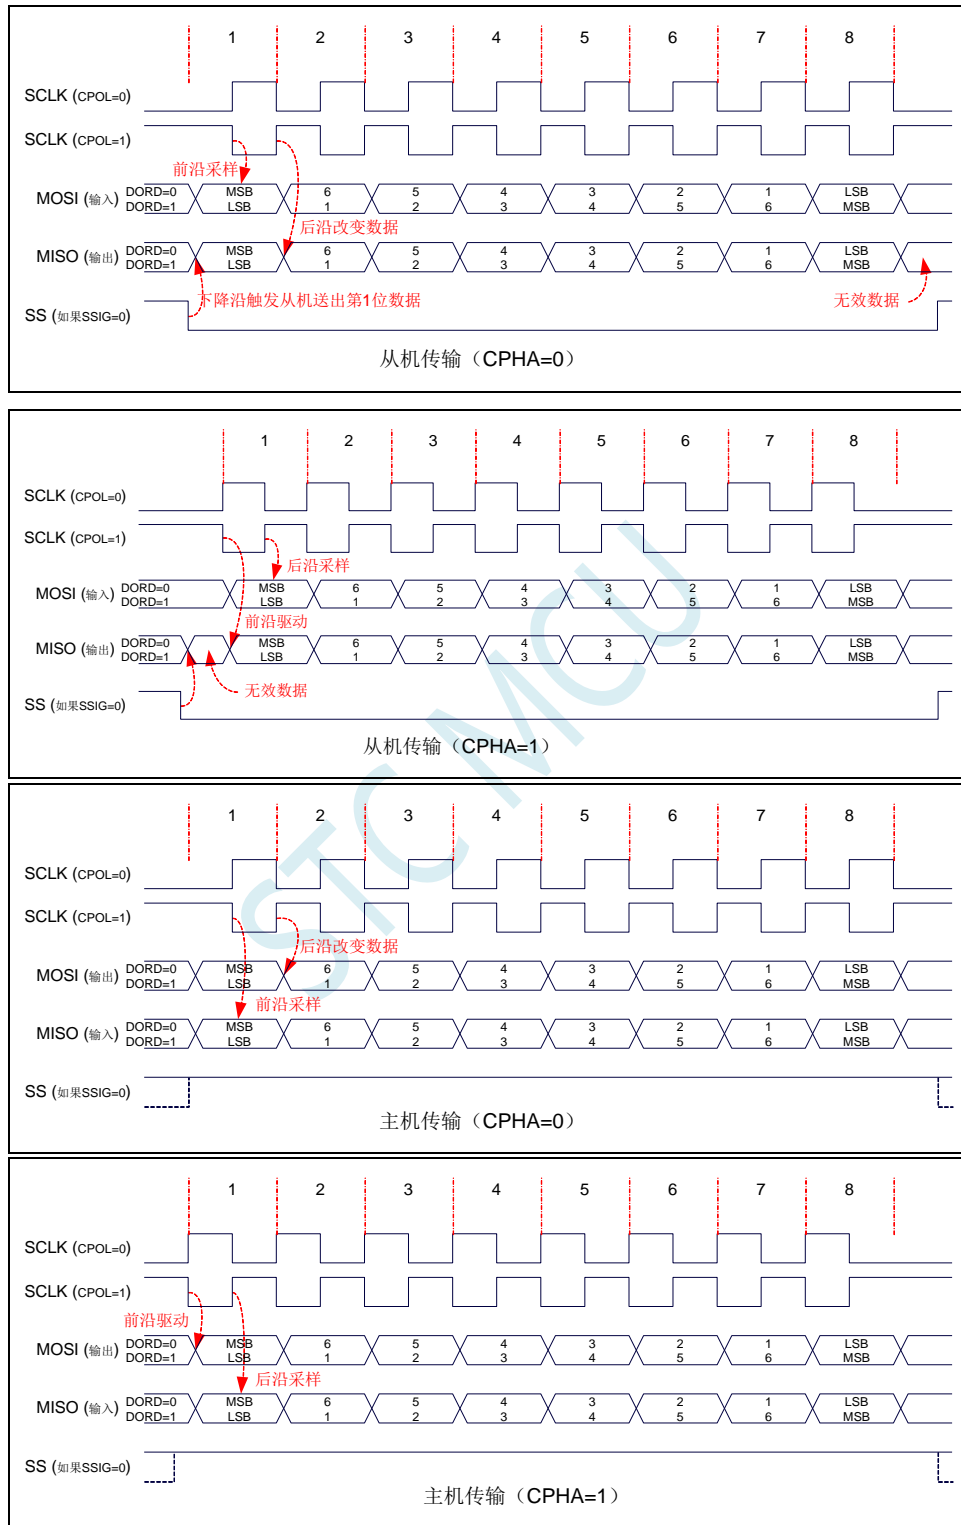 1 2 3 4 5 6 7 8
SCLK (CPOL=0)
SCLK (CPOL=1)
前沿采样
MOSI (输入) DORD=0 MSB 6 5 4 3 2 1 LSB
DORD=1 LSB 1 2 3 4 5 6 MSB
后沿改变数据
MISO (输出) DORD=0 MSB 6 5 4 3 2 1 LSB
DORD=1 LSB 1 2 3 4 5 6 MSB
下降沿触发从机送出第1位数据 无效数据
SS (如果SSIG=0)
从机传输（CPHA=0）
1 2 3 4 5 6 7 8
SCLK (CPOL=0)
SCLK (CPOL=1)
后沿采样
MOSI (输入) DORD=0 MSB 6 5 4 3 2 1 LSB
DORD=1 LSB 1 2 3 4 5 6 MSB
前沿驱动
MISO (输出) DORD=0 MSB 6 5 4 3 2 1 LSB
DORD=1 LSB 1 2 3 4 5 6 MSB
无效数据
SS (如果SSIG=0)
从机传输（CPHA=1）
STC MCU
1 2 3 4 5 6 7 8
SCLK (CPOL=0)
SCLK (CPOL=1)
后沿改变数据
MOSI (输出) DORD=0 MSB 6 5 4 3 2 1 LSB
DORD=1 LSB 1 2 3 4 5 6 MSB
前沿采样
MISO (输入) DORD=0 MSB 6 5 4 3 2 1 LSB
DORD=1 LSB 1 2 3 4 5 6 MSB
SS (如果SSIG=0)
主机传输（CPHA=0）
1 2 3 4 5 6 7 8
SCLK (CPOL=0)
SCLK (CPOL=1)
前沿驱动
MOSI (输出) DORD=0 MSB 6 5 4 3 2 1 LSB
DORD=1 LSB 1 2 3 4 5 6 MSB
后沿采样
MISO (输入) DORD=0 MSB 6 5 4 3 2 1 LSB
DORD=1 LSB 1 2 3 4 5 6 MSB
SS (如果SSIG=0)
主机传输（CPHA=1）